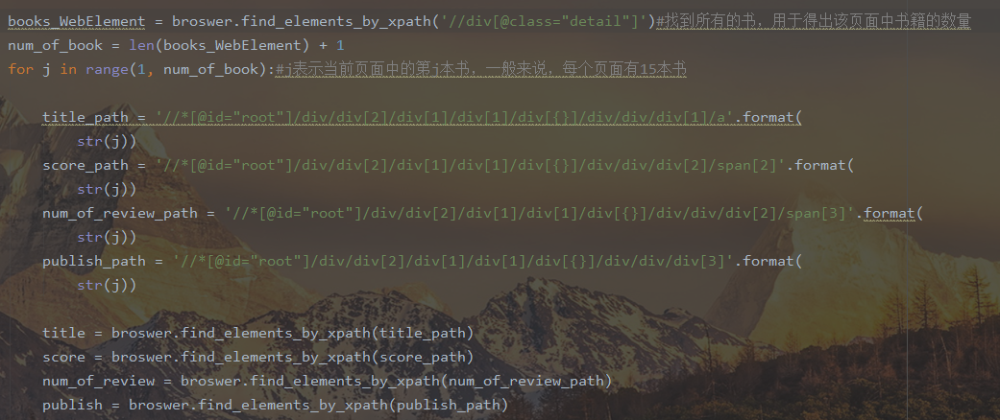 books_WebElement = broswer.find_elements_by_xpath('//div[@class="detail"]')#找到所有的书，用于得出该页面中书籍的数量
num_of_book = len(books_WebElement) + 1
for j in range(1, num_of_book):#j表示当前页面中的第j本书，一般来说，每个页面有15本书
title_path = '//*[@id="root"]/div/div[2]/div[1]/div[1]/div[{}]/div/div/div[1]/a'.format(
str(j))
score_path = '//*[@id="root"]/div/div[2]/div[1]/div[1]/div[{}]/div/div/div[2]/span[2]'.format(
str(j))
num_of_review_path = '//*[@id="root"]/div/div[2]/div[1]/div[1]/div[{}]/div/div/div[2]/span[3]'.format(
str(j))
publish_path = '//*[@id="root"]/div/div[2]/div[1]/div[1]/div[{}]/div/div/div[3]'.format(
str(j))
title = broswer.find_elements_by_xpath(title_path)
score = broswer.find_elements_by_xpath(score_path)
num_of_review = broswer.find_elements_by_xpath(num_of_review_path)
publish = broswer.find_elements_by_xpath(publish_path)